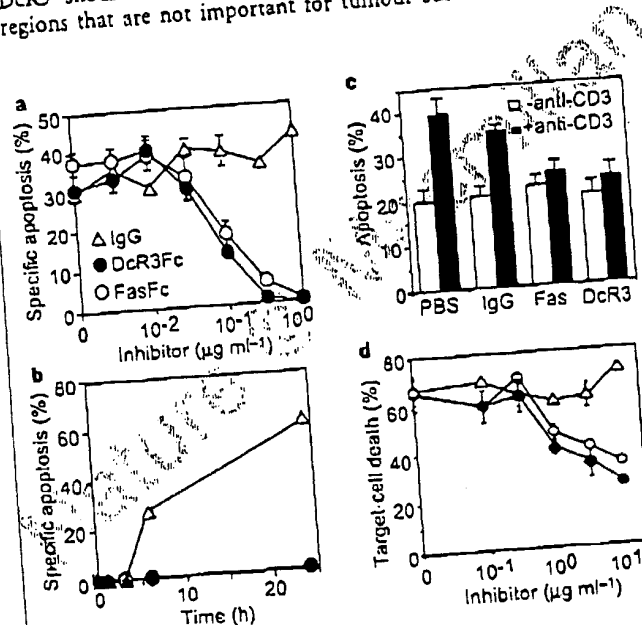 regions that are not important for tumour
a
50
40
30
20
10
0
Specific apoptosis (%)
IgG
DcR3Fc
FasFc
0 10-2 10-1 100
Inhibitor (µg ml–1)
b
80
60
40
20
0
Specific apoptosis (%)
0 10 20
Time (h)
c
40
30
20
10
0
Apoptosis (%)
-anti-CD3
+anti-CD3
PBS IgG Fas DcR3
d
80
60
40
20
0
Target-cell death (%)
0 10-1 100 101
Inhibitor (µg ml–1)